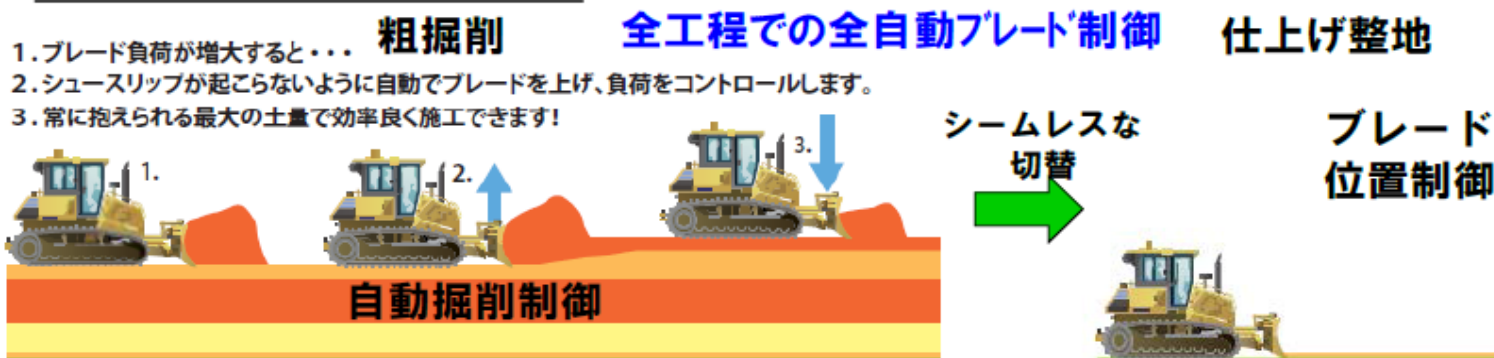 粗掘削
全工程での全自動ブレード制御
仕上げ整地
1.ブレード負荷が増大すると・・・
2.シュースリップが起こらないように自動でブレードを上げ、負荷をコントロールします。
3.常に抱えられる最大の土量で効率良く施工できます!
1.
2.
3.
シームレスな
切替
ブレード
位置制御
自動掘削制御